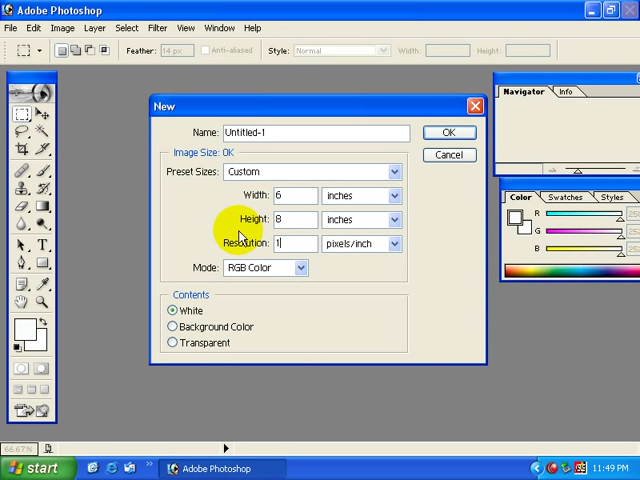 Adobe Photoshop
File Edit Image Layer Select Filter View Window Help
Feather: 14 px Anti-aliased Style: Normal Width: Height:
New
Name: Untitled-1
OK
Image Size: OK
Cancel
Preset Sizes: Custom
Width: 6 inches
Height: 8 inches
Resolution: 1 pixels/inch
Mode: RGB Color
Contents
White
Background Color
Transparent
Navigator Info
Color Swatches Styles
R
G
B
66.67%
start
Adobe Photoshop
11:49 PM